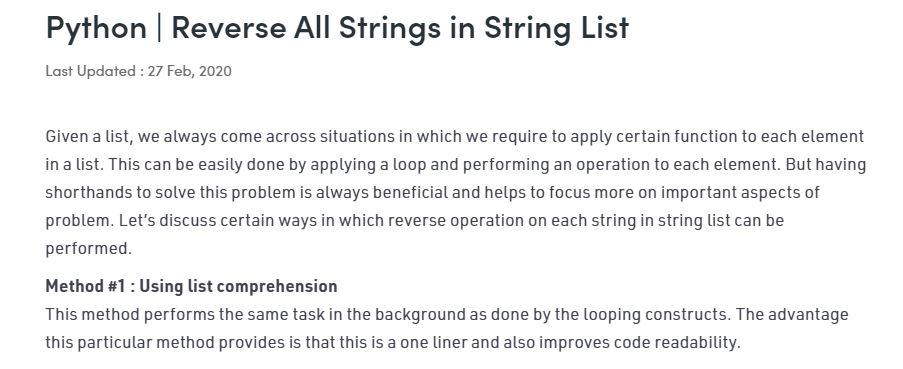 Python | Reverse All Strings in String List
Last Updated : 27 Feb, 2020
Given a list, we always come across situations in which we require to apply certain function to each element
in a list. This can be easily done by applying a loop and performing an operation to each element. But having
shorthands to solve this problem is always beneficial and helps to focus more on important aspects of
problem. Let’s discuss certain ways in which reverse operation on each string in string list can be
performed.
Method #1 : Using list comprehension
This method performs the same task in the background as done by the looping constructs. The advantage
this particular method provides is that this is a one liner and also improves code readability.